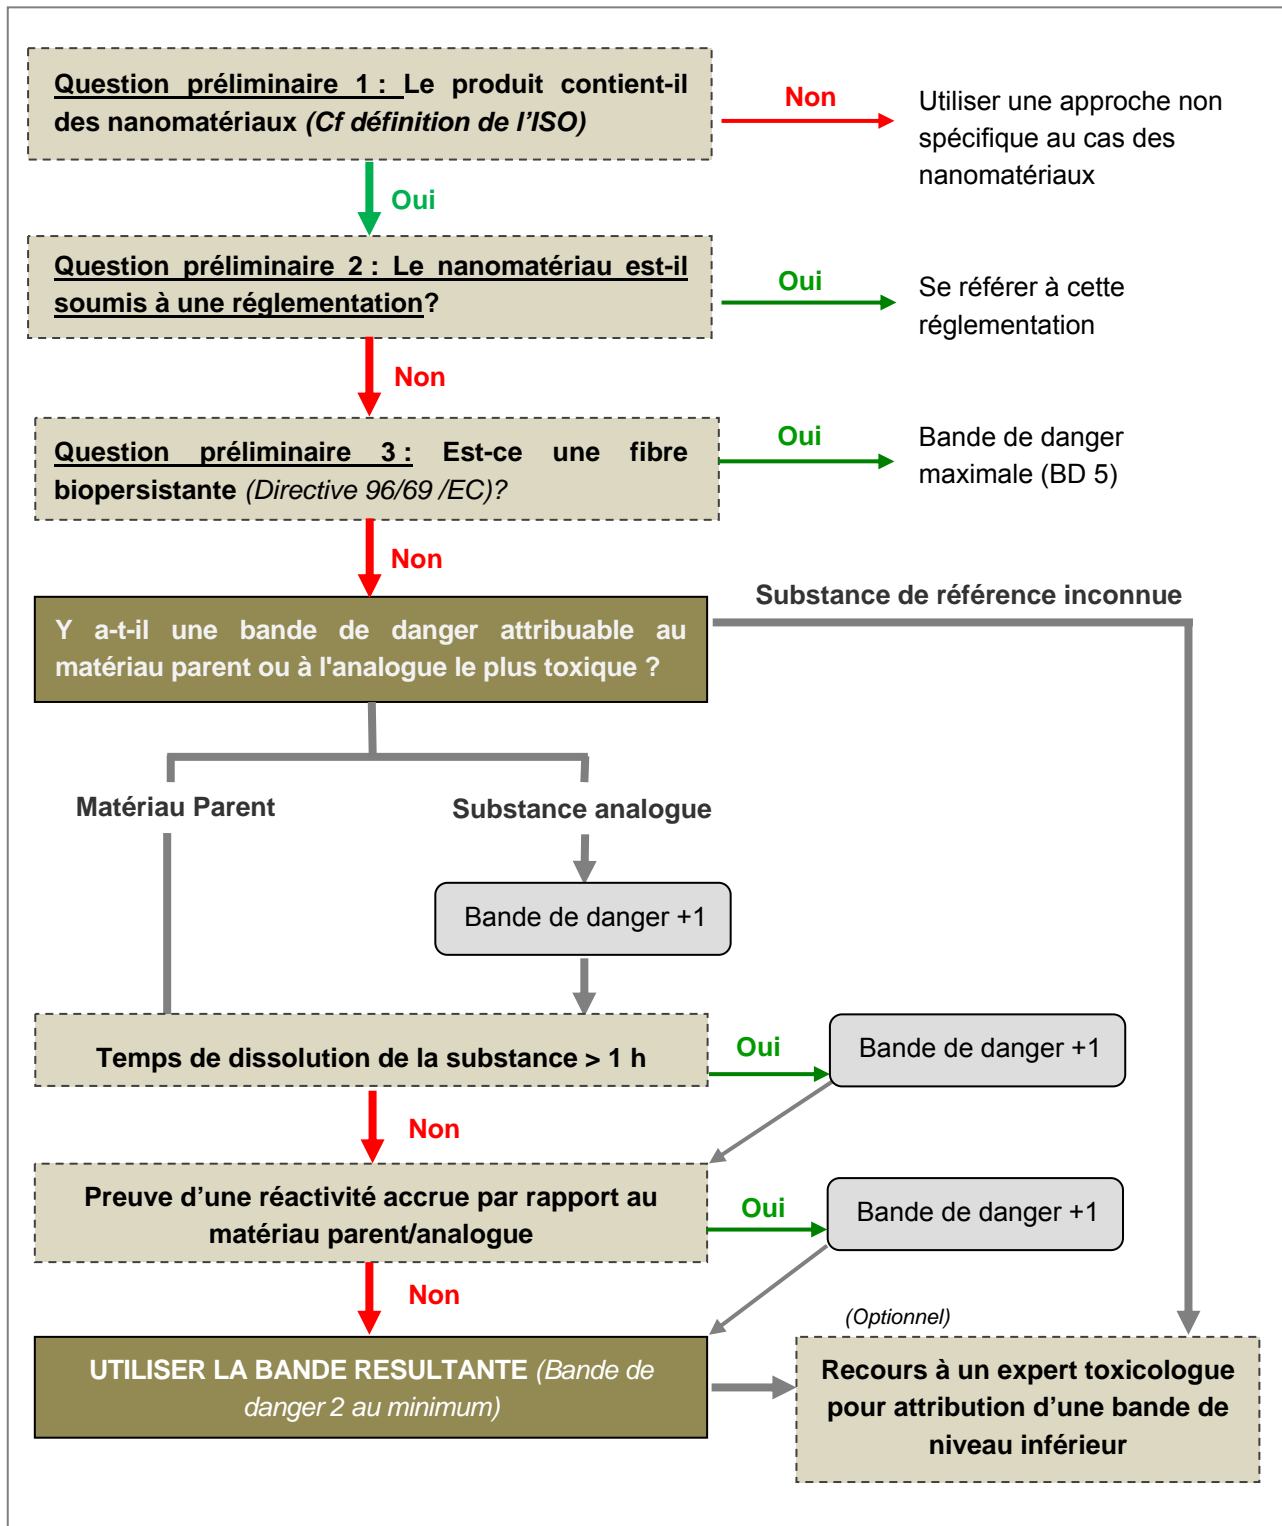 Question préliminaire 1 : Le produit contient-il
des nanomatériaux (Cf définition de l'ISO)
Non
Utiliser une approche non
spécifique au cas des
nanomatériaux
Oui
Question préliminaire 2 : Le nanomatériau est-il
soumis à une réglementation?
Oui
Se référer à cette
réglementation
Non
Question préliminaire 3 : Est-ce une fibre
biopersistante (Directive 96/69 /EC)?
Oui
Bande de danger
maximale (BD 5)
Non
Substance de référence inconnue
Y a-t-il une bande de danger attribuable au
matériau parent ou à l'analogue le plus toxique ?
Matériau Parent
Substance analogue
Bande de danger +1
Temps de dissolution de la substance > 1 h
Oui
Bande de danger +1
Non
Preuve d'une réactivité accrue par rapport au
matériau parent/analogue
Oui
Bande de danger +1
Non
(Optionnel)
UTILISER LA BANDE RESULTANTE (Bande de
danger 2 au minimum)
Recours à un expert toxicologue
pour attribution d'une bande de
niveau inférieur